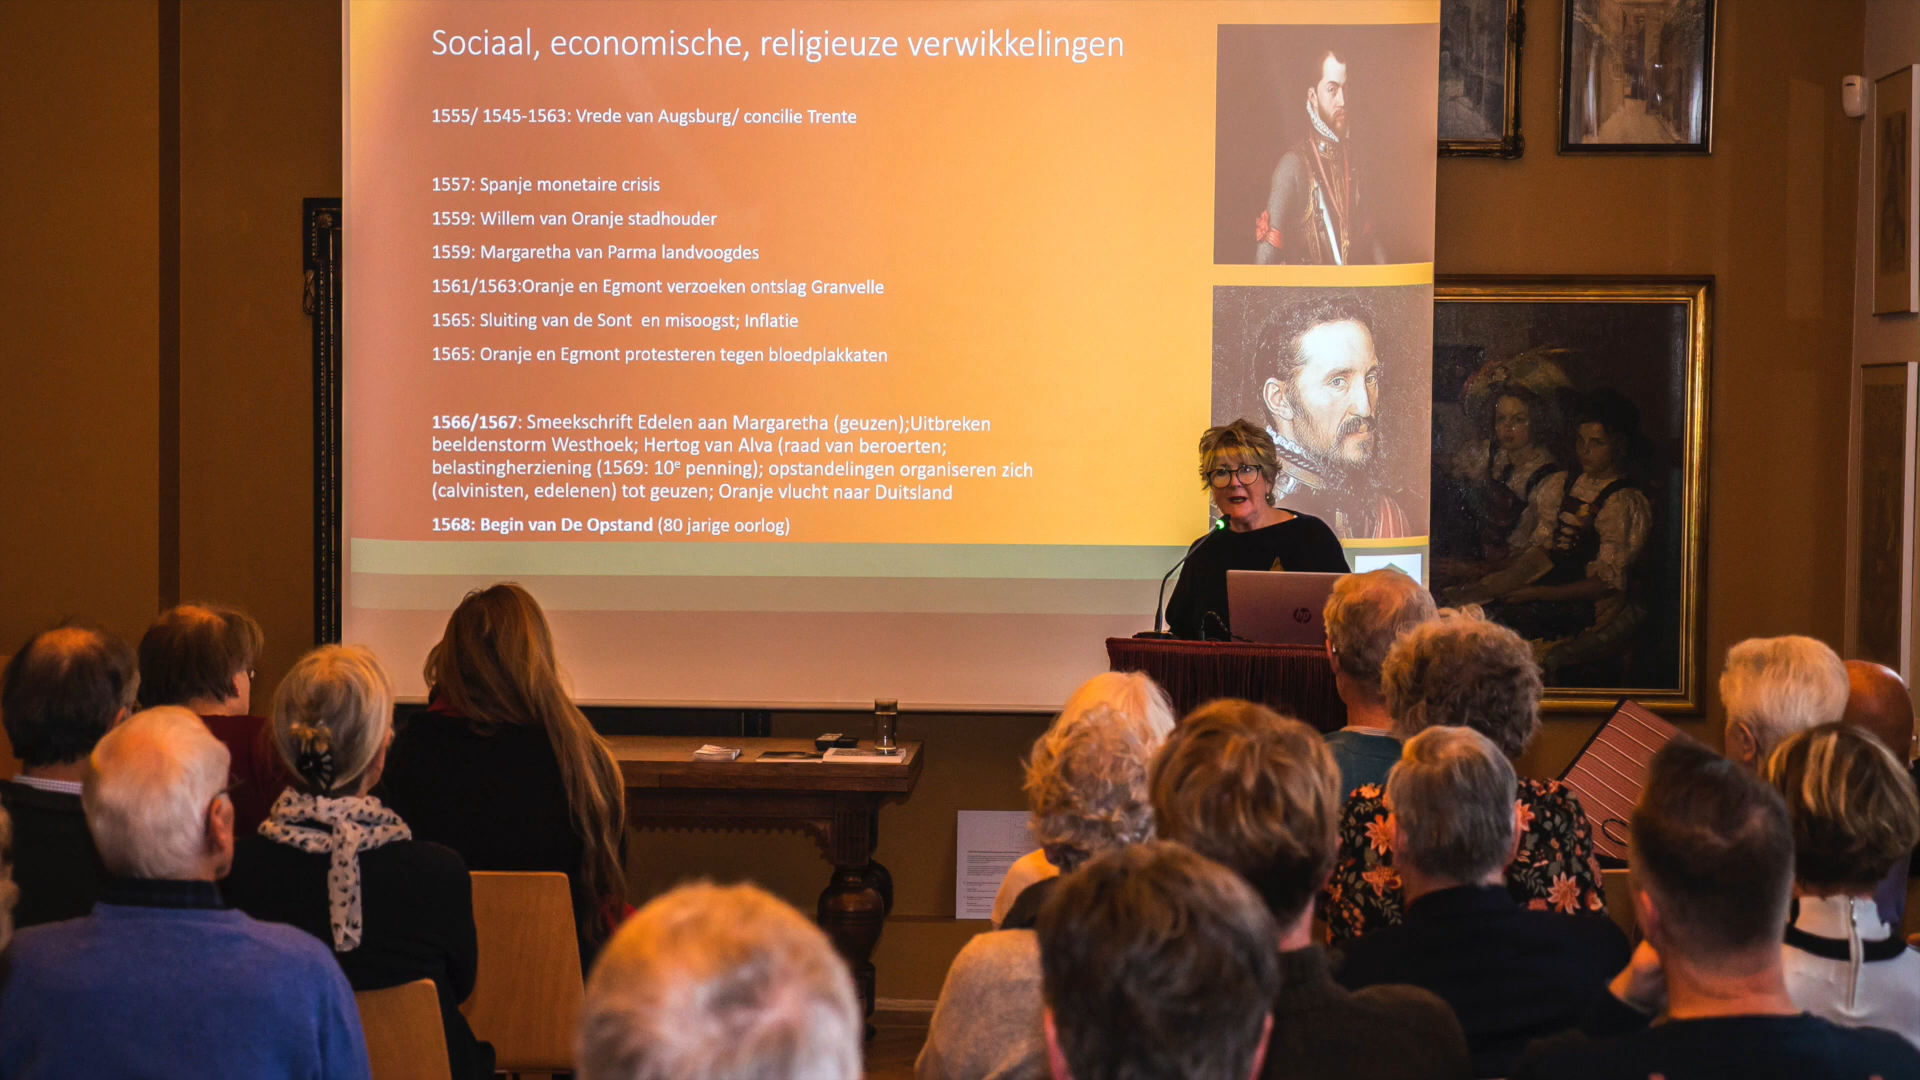 Sociaal, economische, religieuze verwikkelingen
1555/ 1545-1563: Vrede van Augsburg/ concilie Trente
1557: Spanje monetaire crisis
1559: Willem van Oranje stadhouder
1559: Margaretha van Parma landvoogdes
1561/1563:Oranje en Egmont verzoeken ontslag Granvelle
1565: Sluiting van de Sont en misoogst; Inflatie
1565: Oranje en Egmont protesteren tegen bloedplakkaten
1566/1567: Smeekschrift Edelen aan Margaretha (geuzen);Uitbreken
beeldenstorm Westhoek; Hertog van Alva (raad van beroerten;
belastingherziening (1569: 10e penning); opstandelingen organiseren zich
(calvinisten, edelenen) tot geuzen; Oranje vlucht naar Duitsland
1568: Begin van De Opstand (80 jarige oorlog)
hp